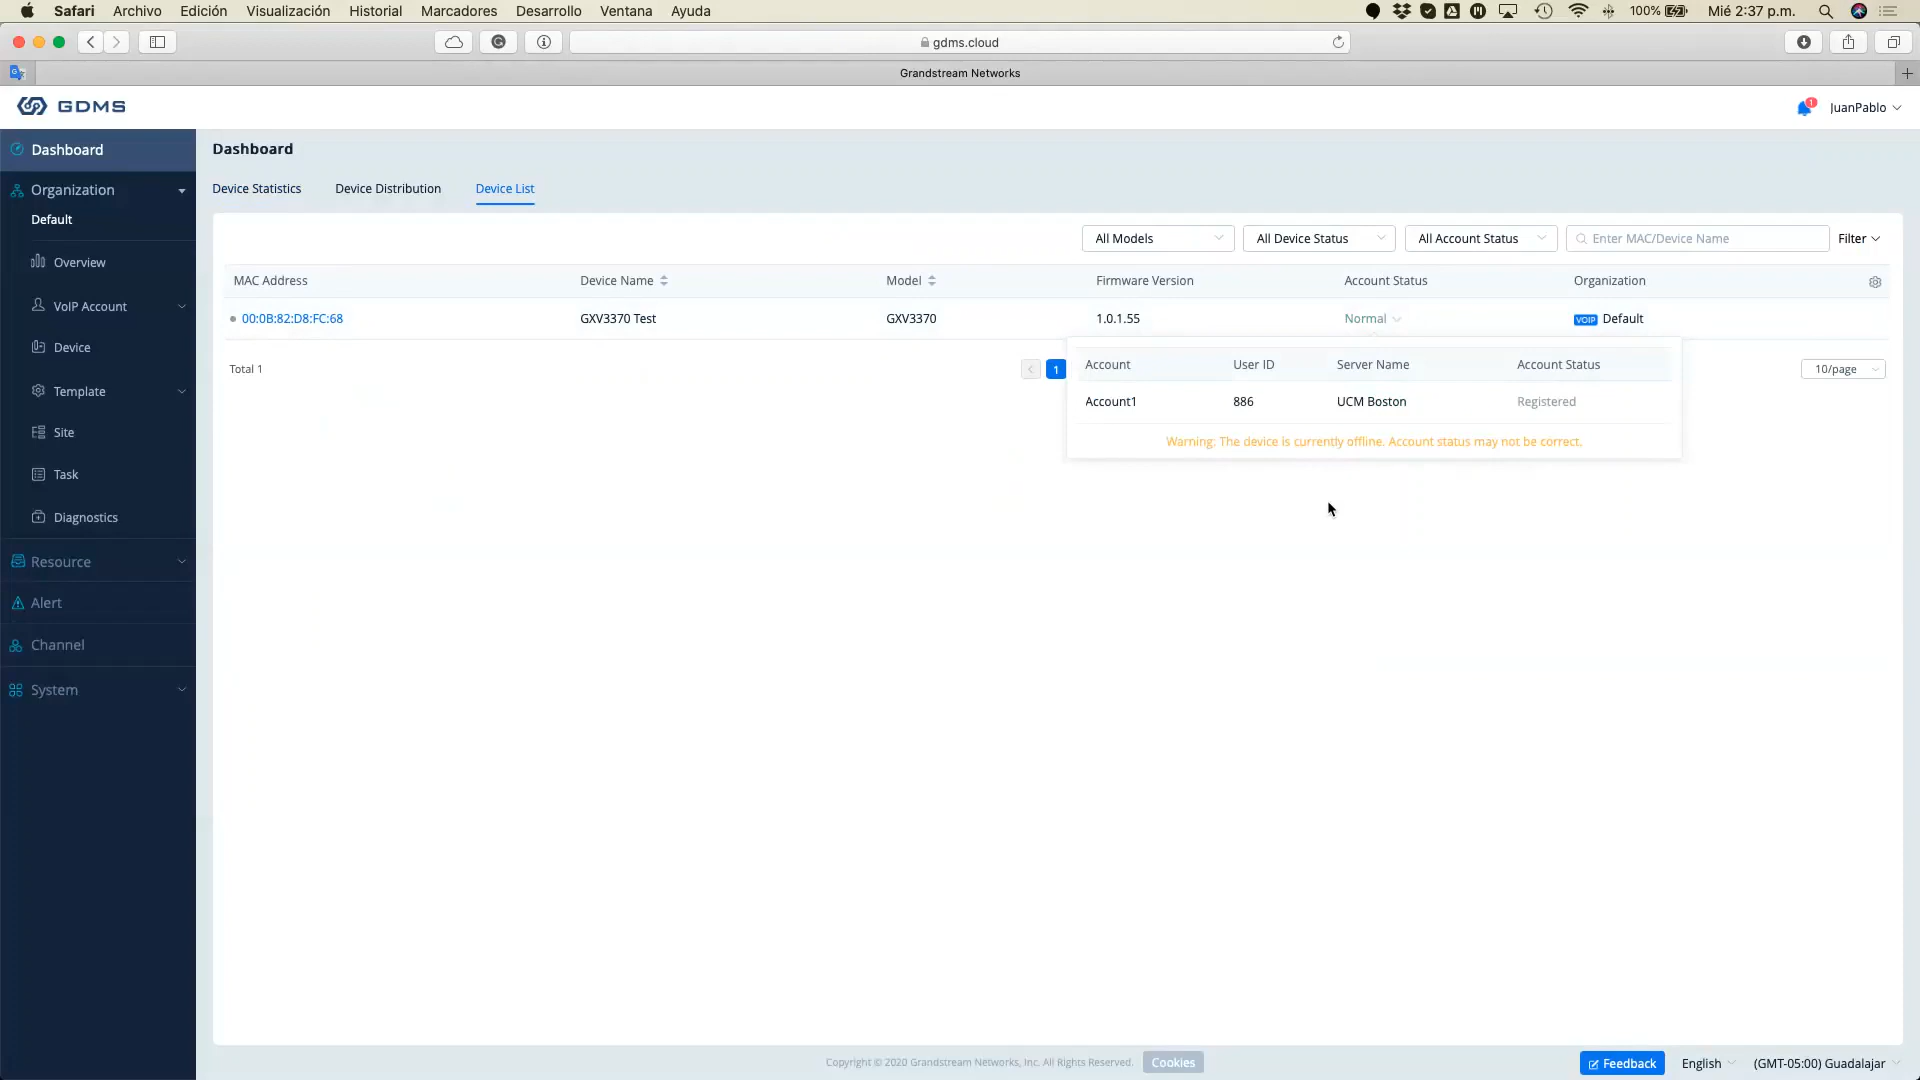 Safari Archivo Edición Visualización Historial Marcadores Desarrollo Ventana Ayuda 100% Mié 2:37 p.m.
gdms.cloud
Grandstream Networks
GDMS 1 JuanPablo
Dashboard
Organization
Default
Overview
VoIP Account
Device
Template
Site
Task
Diagnostics
Resource
Alert
Channel
System
Dashboard
Device Statistics Device Distribution Device List
All Models All Device Status All Account Status Enter MAC/Device Name Filter
MAC Address Device Name Model Firmware Version Account Status Organization
00:0B:82:D8:FC:68 GXV3370 Test GXV3370 1.0.1.55 Normal VOIP Default
Total 1 1 10/page
Account User ID Server Name Account Status
Account1 886 UCM Boston Registered
Warning: The device is currently offline. Account status may not be correct.
Copyright © 2020 Grandstream Networks, Inc. All Rights Reserved. Cookies Feedback English (GMT-05:00) Guadalajar